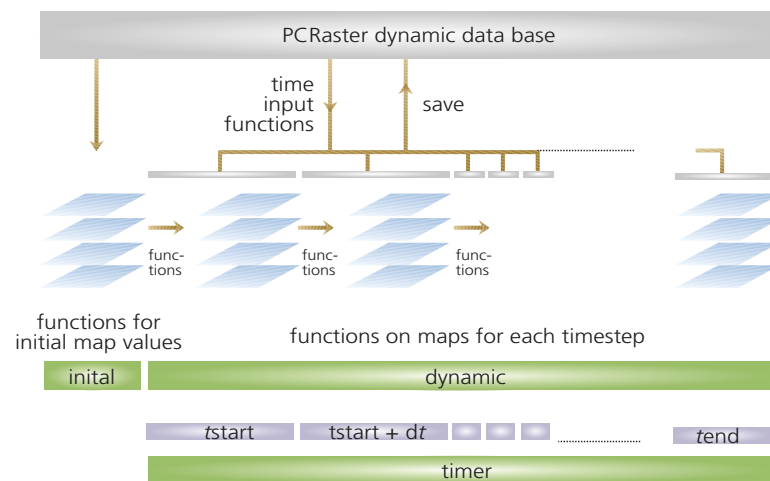 PCRaster dynamic data base
time
input
functions
save
func-
tions
func-
tions
func-
tions
functions for
initial map values
functions on maps for each timestep
inital
dynamic
tstart
tstart + dt
tend
timer